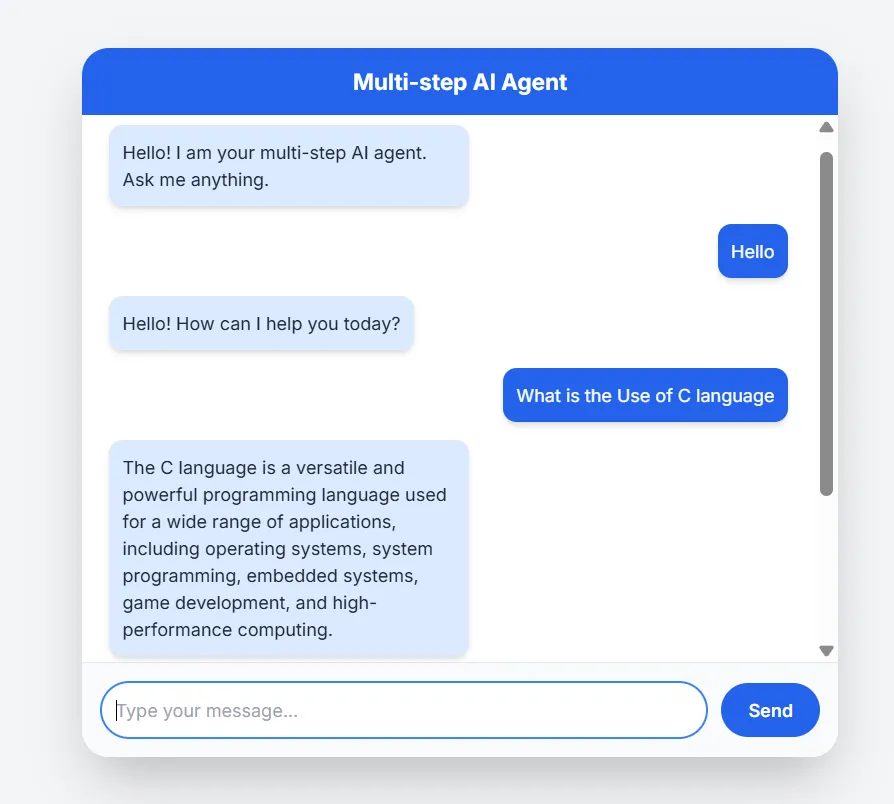 Multi-step AI Agent
Hello! I am your multi-step AI agent.
Ask me anything.
Hello
Hello! How can I help you today?
What is the Use of C language
The C language is a versatile and
powerful programming language used
for a wide range of applications,
including operating systems, system
programming, embedded systems,
game development, and high-
performance computing.
Type your message...
Send